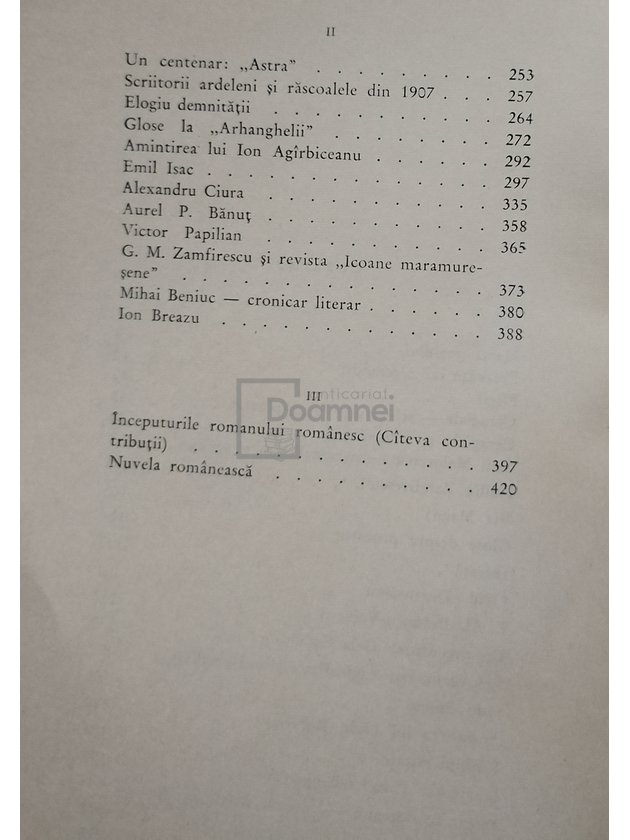 II
Un centenar: „Astra” . . . . . . . . 253
Scriitorii ardeleni și răscoalele din 1907 . . . 257
Elogiu demnității . . . . . . . . . . 264
Glose la „Arhanghelii” . . . . . . . . 272
Amintirea lui Ion Agîrbiceanu . . . . . . 292
Emil Isac . . . . . . . . . . . . . 297
Alexandru Ciura . . . . . . . . . . 335
Aurel P. Bănuț . . . . . . . . . . . 358
Victor Papilian . . . . . . . . . . 365
G. M. Zamfirescu și revista „Icoane maramure-
șene” . . . . . . . . . . . . . . 373
Mihai Beniuc — cronicar literar . . . . . . 380
Ion Breazu . . . . . . . . . . . . 388
III
anticariat
Doamnei
Începuturile romanului românesc (Cîteva con-
tribuții) . . . . . . . . . . . . . 397
Nuvela românească . . . . . . . . . . 420